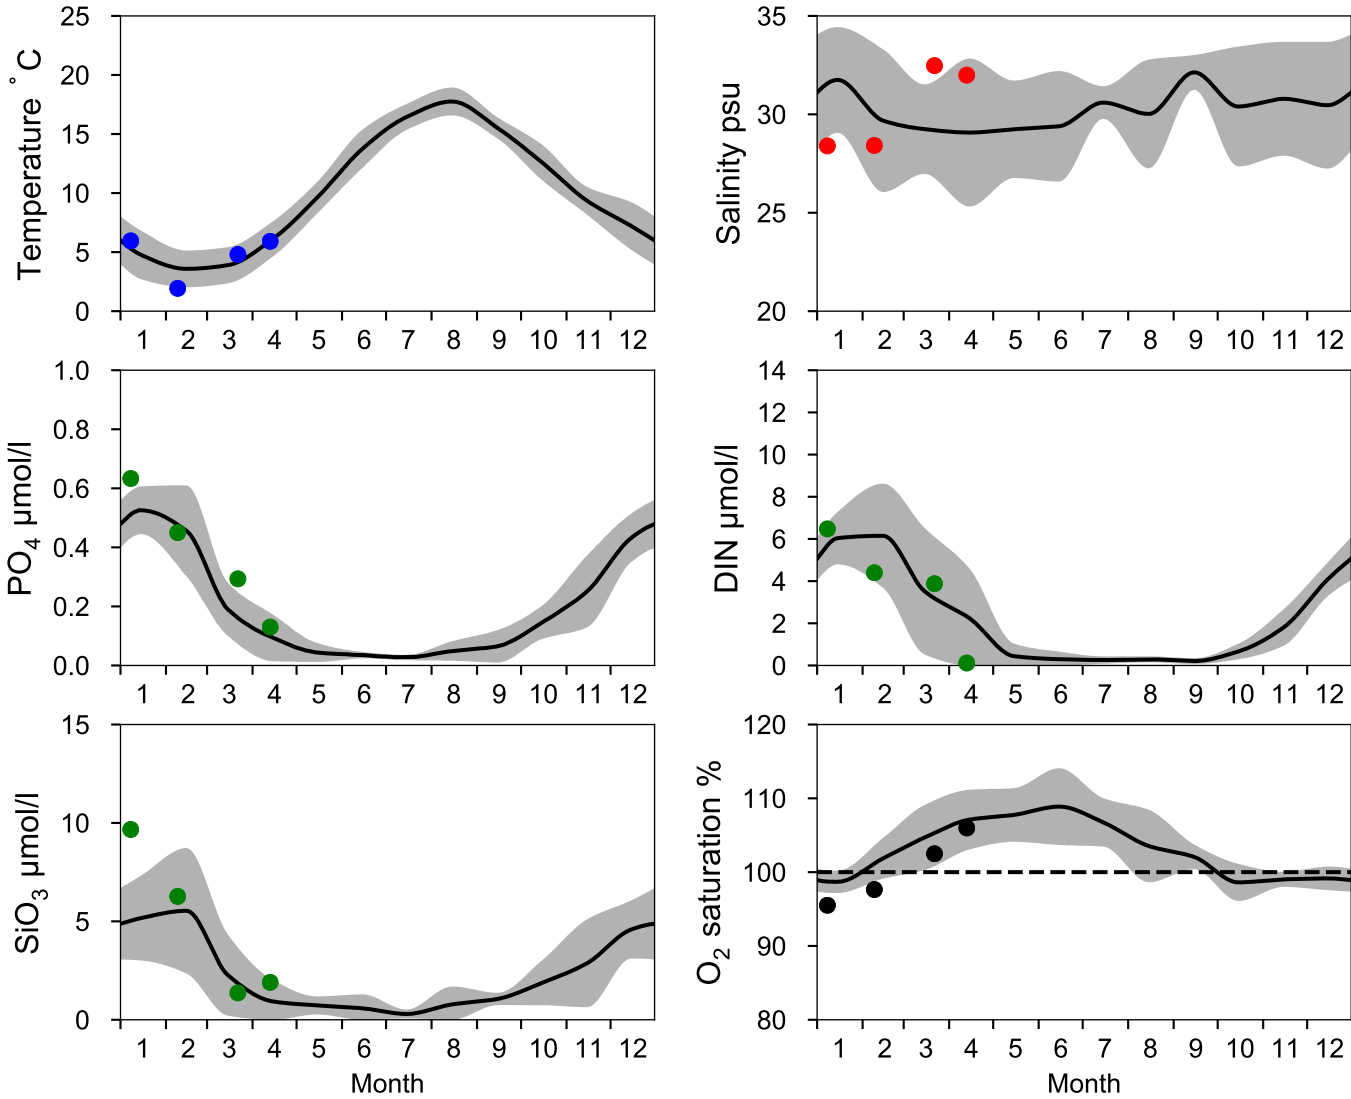 Temperature °C
25
20
15
10
5
0
1 2 3 4 5 6 7 8 9 10 11 12
Salinity psu
35
30
25
20
1 2 3 4 5 6 7 8 9 10 11 12
PO4 µmol/l
1.0
0.8
0.6
0.4
0.2
0.0
1 2 3 4 5 6 7 8 9 10 11 12
DIN µmol/l
14
12
10
8
6
4
2
0
1 2 3 4 5 6 7 8 9 10 11 12
SiO3 µmol/l
15
10
5
0
1 2 3 4 5 6 7 8 9 10 11 12
Month
O2 saturation %
120
110
100
90
80
1 2 3 4 5 6 7 8 9 10 11 12
Month